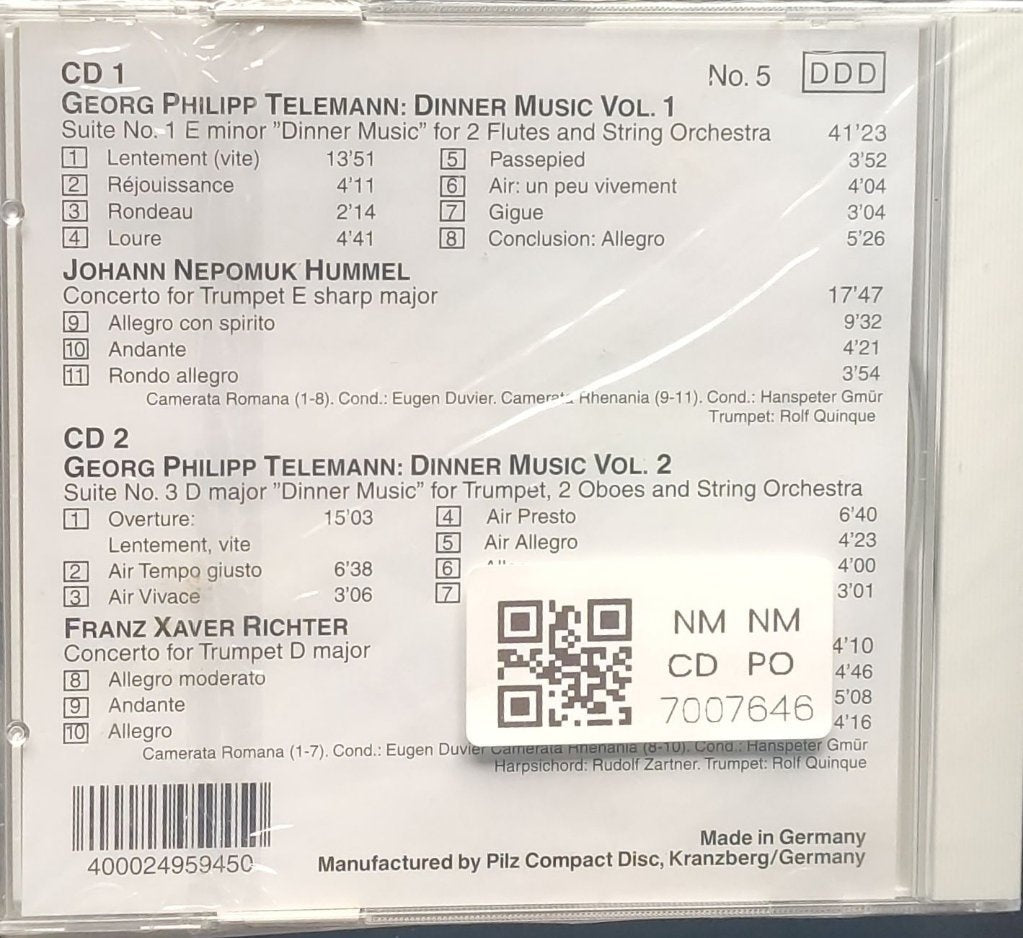 CD 1
No. 5 DDD
GEORG PHILIPP TELEMANN: DINNER MUSIC VOL. 1
Suite No. 1 E minor "Dinner Music" for 2 Flutes and String Orchestra 41'23
1 Lentement (vite) 13'51
2 Réjouissance 4'11
3 Rondeau 2'14
4 Loure 4'41
5 Passepied 3'52
6 Air: un peu vivement 4'04
7 Gigue 3'04
8 Conclusion: Allegro 5'26
JOHANN NEPOMUK HUMMEL
Concerto for Trumpet E sharp major 17'47
9 Allegro con spirito 9'32
10 Andante 4'21
11 Rondo allegro 3'54
Camerata Romana (1-8). Cond.: Eugen Duvier. Camerata Rhenania (9-11). Cond.: Hanspeter Gmür
Trumpet: Rolf Quinque
CD 2
GEORG PHILIPP TELEMANN: DINNER MUSIC VOL. 2
Suite No. 3 D major "Dinner Music" for Trumpet, 2 Oboes and String Orchestra
1 Overture: 15'03
Lentement, vite
2 Air Tempo giusto 6'38
3 Air Vivace 3'06
4 Air Presto 6'40
5 Air Allegro 4'23
6 4'00
7 3'01
FRANZ XAVER RICHTER
Concerto for Trumpet D major 4'10
8 Allegro moderato 4'46
9 Andante 5'08
10 Allegro 4'16
Camerata Romana (1-7). Cond.: Eugen Duvier Camerata Rhenania (8-10). Cond.: Hanspeter Gmür
Harpsichord: Rudolf Zartner. Trumpet: Rolf Quinque
NM NM
CD PO
7007646
400024959450
Made in Germany
Manufactured by Pilz Compact Disc, Kranzberg/Germany